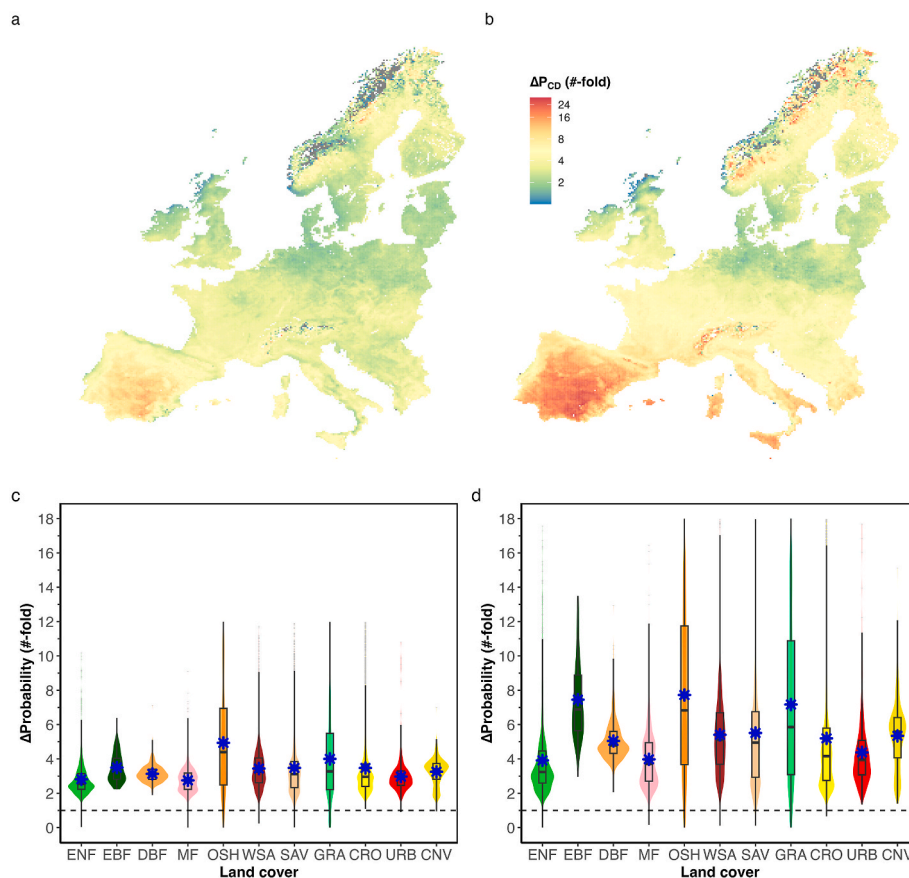 a
b
ΔP_CD (#-fold)
24
16
8
4
2
c
d
ΔProbability (#-fold)
18
16
14
12
10
8
6
4
2
0
ENF EBF DBF MF OSH WSA SAV GRA CRO URB CNV
Land cover
ΔProbability (#-fold)
18
16
14
12
10
8
6
4
2
0
ENF EBF DBF MF OSH WSA SAV GRA CRO URB CNV
Land cover